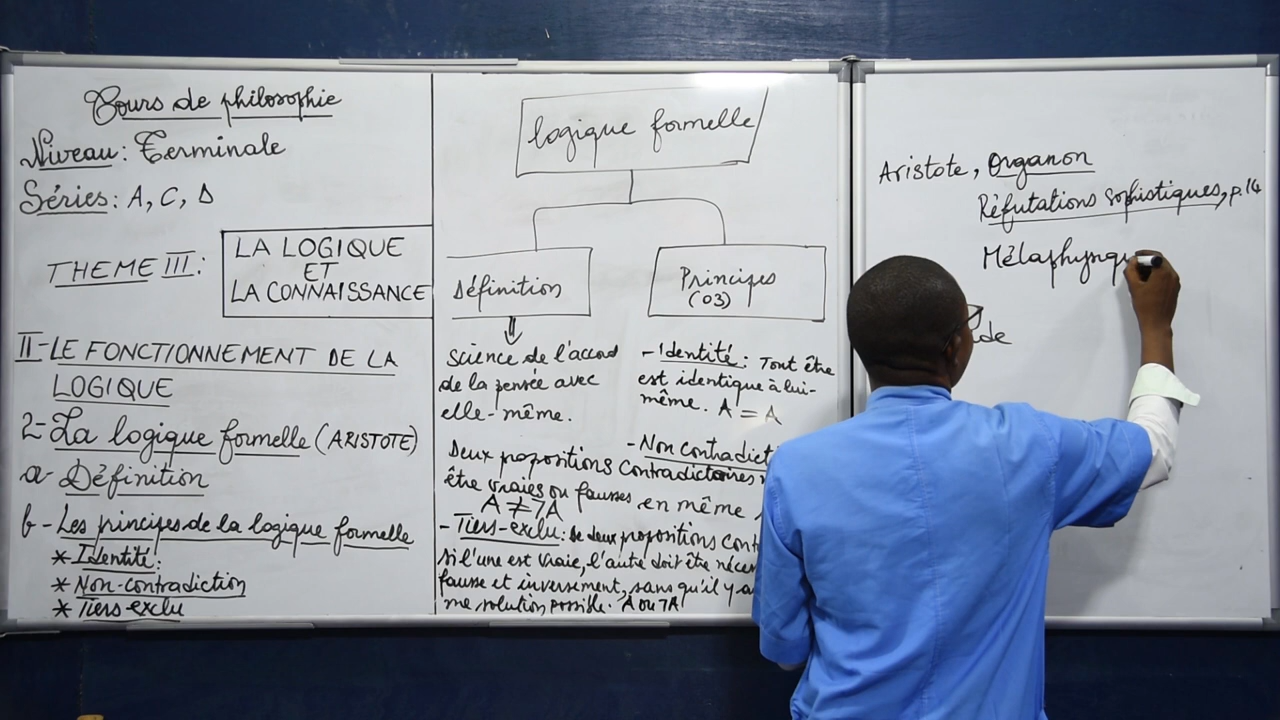 Cours de philosophie
Niveau: Terminale
Séries: A, C, D
THEME III:
LA LOGIQUE
ET
LA CONNAISSANCE
II-LE FONCTIONNEMENT DE LA
LOGIQUE
2-La logique formelle (ARISTOTE)
a- Définition
b- Les principes de la logique formelle
* Identité:
* Non-contradiction
* Tiers exclu
logique formelle
Définition
science de l'accord
de la pensée avec
elle-même.
Principes
(03)
- Identité: Tout être
est identique à lui-
même. A = A
- Non contradict
Deux propositions contradictoires
être vraies ou fausses en même
A ≠ ¬A
- Tiers-exclu: De deux propositions cont
si l'une est vraie, l'autre doit être néces
fausse et inversement, sans qu'il y a
me solution possible. A ou ¬A
Aristote, Organon
Réfutations sophistiques, p.14
Métaphysiqu
de